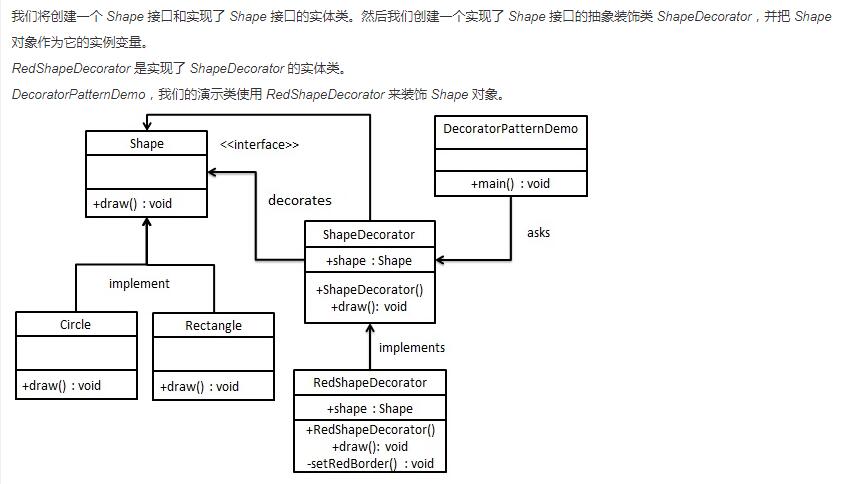 我们将创建一个 Shape 接口和实现了 Shape 接口的实体类。然后我们创建一个实现了 Shape 接口的抽象装饰类 ShapeDecorator，并把 Shape
对象作为它的实例变量。
RedShapeDecorator 是实现了 ShapeDecorator 的实体类。
DecoratorPatternDemo，我们的演示类使用 RedShapeDecorator 来装饰 Shape 对象。
Shape
<<interface>>
+draw() : void
DecoratorPatternDemo
+main() : void
decorates
asks
ShapeDecorator
+shape : Shape
+ShapeDecorator()
+draw(): void
implement
Circle
+draw() : void
Rectangle
+draw() : void
implements
RedShapeDecorator
+shape : Shape
+RedShapeDecorator()
+draw(): void
-setRedBorder() : void